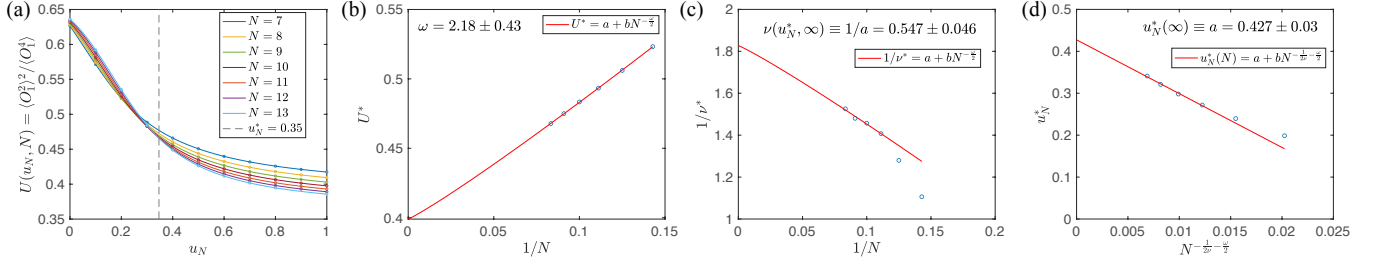 (a)
U(u_N, N) = ⟨O_1^2⟩^2/⟨O_1^4⟩
0.65
0.6
0.55
0.5
0.45
0.4
0.35
N = 7
N = 8
N = 9
N = 10
N = 11
N = 12
N = 13
u_N^* = 0.35
0 0.2 0.4 0.6 0.8 1
u_N
(b)
ω = 2.18 ± 0.43
U^* = a + bN^{-ω/2}
U^*
0.55
0.5
0.45
0.4
0 0.05 0.1 0.15
1/N
(c)
ν(u_N^*, ∞) ≡ 1/a = 0.547 ± 0.046
1/ν^* = a + bN^{-ω/2}
1/ν^*
2
1.8
1.6
1.4
1.2
1
0 0.05 0.1 0.15 0.2
1/N
(d)
u_N^*(∞) ≡ a = 0.427 ± 0.03
u_N^*(N) = a + bN^{-1/2ν-ω/2}
u_N^*
0.5
0.4
0.3
0.2
0.1
0
0 0.005 0.01 0.015 0.02 0.025
N^{-1/2ν-ω/2}